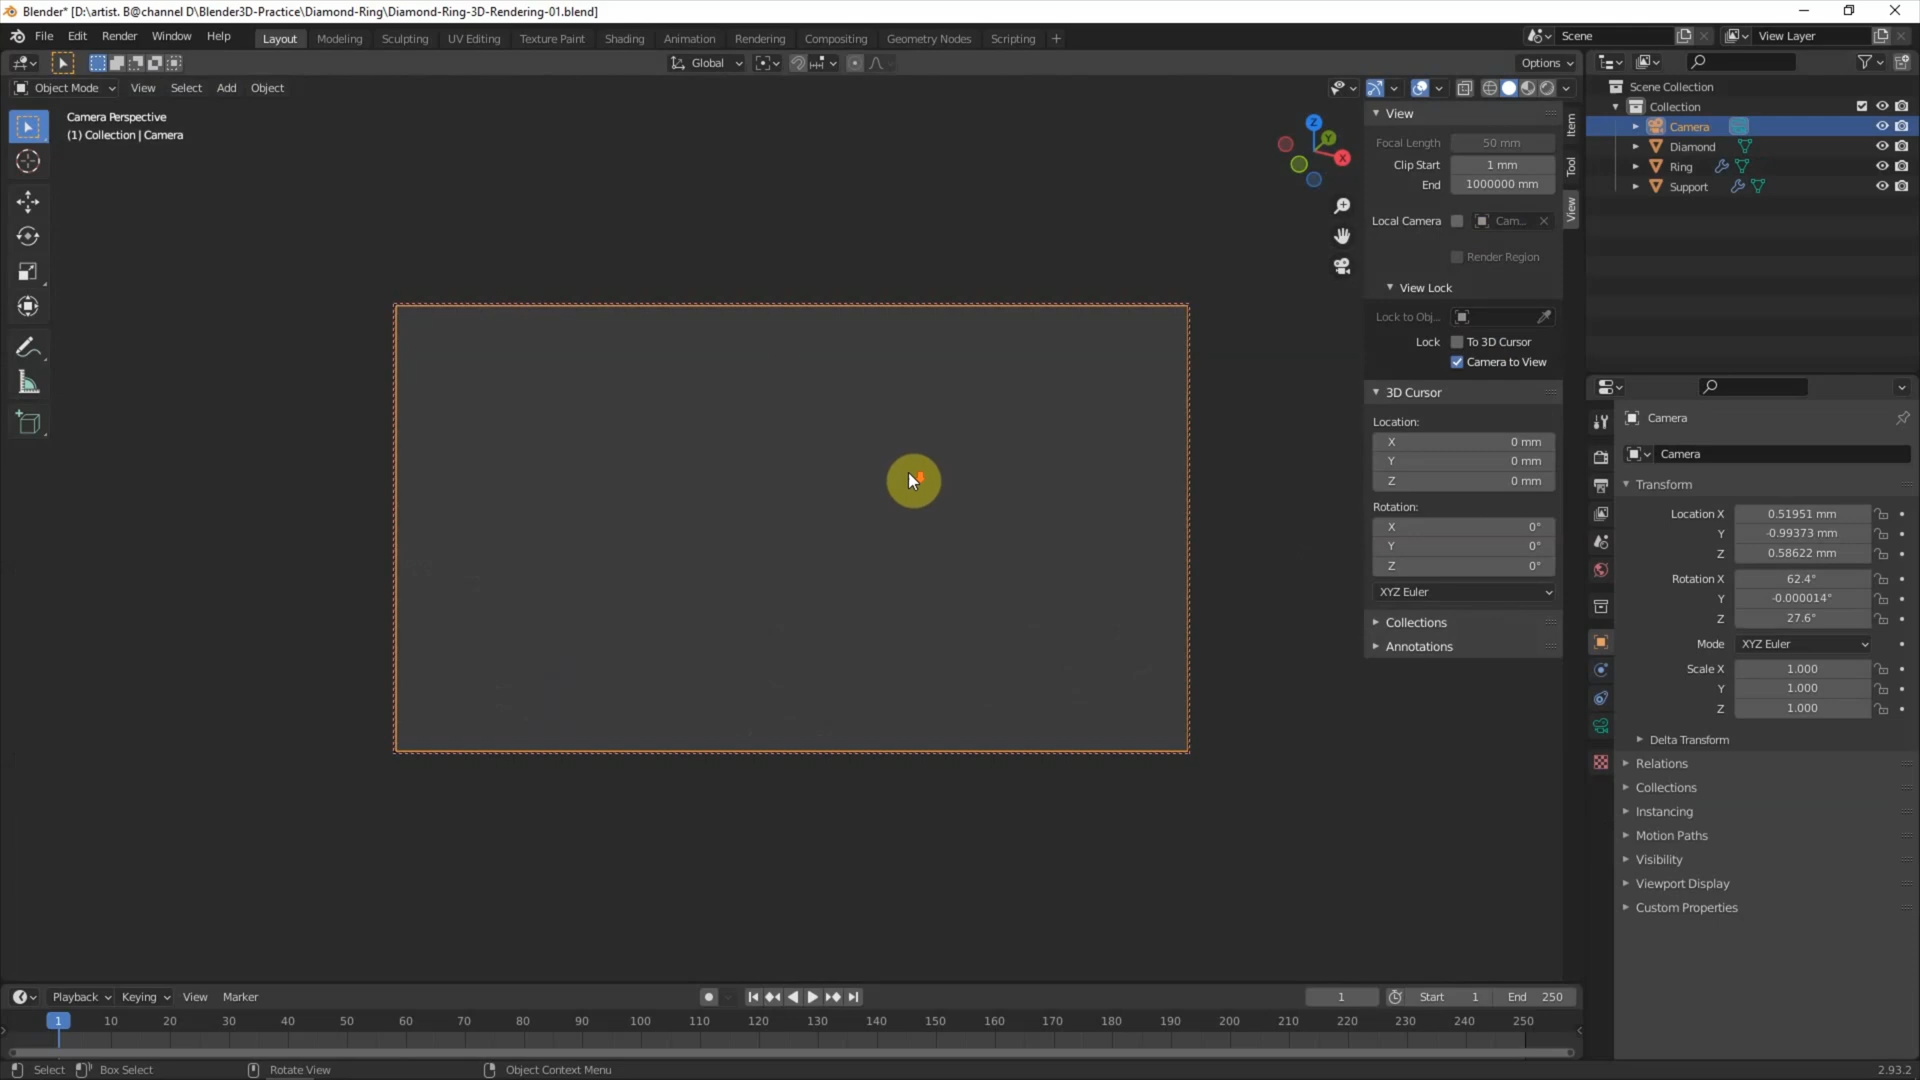 Blender* [D:\artist. B@channel D\Blender3D-Practice\Diamond-Ring\Diamond-Ring-3D-Rendering-01.blend]
File Edit Render Window Help Layout Modeling Sculpting UV Editing Texture Paint Shading Animation Rendering Compositing Geometry Nodes Scripting + Scene View Layer
Global Options
Object Mode View Select Add Object
Camera Perspective
(1) Collection | Camera
Z
Y
X
View
Focal Length 50 mm
Clip Start 1 mm
End 1000000 mm
Local Camera Cam...
Render Region
View Lock
Lock to Obj...
Lock To 3D Cursor
Camera to View
3D Cursor
Location:
X 0 mm
Y 0 mm
Z 0 mm
Rotation:
X 0°
Y 0°
Z 0°
XYZ Euler
Collections
Annotations
Item
Tool
View
Scene Collection
Collection
Camera
Diamond
Ring
Support
Camera
Camera
Transform
Location X 0.51951 mm
Y -0.99373 mm
Z 0.58622 mm
Rotation X 62.4°
Y -0.000014°
Z 27.6°
Mode XYZ Euler
Scale X 1.000
Y 1.000
Z 1.000
Delta Transform
Relations
Collections
Instancing
Motion Paths
Visibility
Viewport Display
Custom Properties
Playback Keying View Marker 1 Start 1 End 250
1 10 20 30 40 50 60 70 80 90 100 110 120 130 140 150 160 170 180 190 200 210 220 230 240 250
Select Box Select Rotate View Object Context Menu 2.93.2